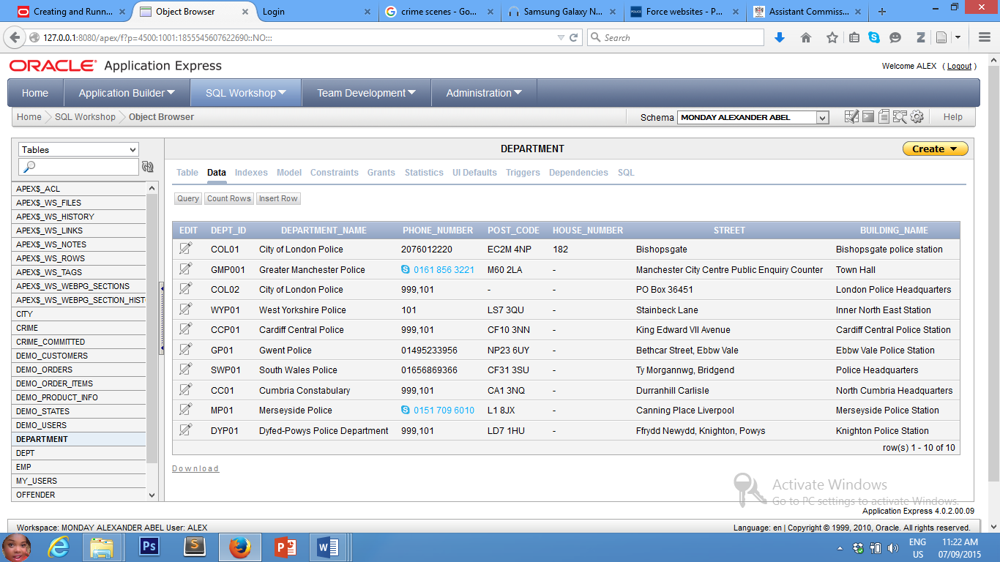 Creating and Runn... Object Browser Login crime scenes - Go... Samsung Galaxy N... Force websites - P... Assistant Commiss...
127.0.0.1:8080/apex/f?p=4500:1001:1855545607622690::NO::: Search
ORACLE Application Express Welcome ALEX ( Logout )
Home Application Builder SQL Workshop Team Development Administration
Home SQL Workshop Object Browser Schema MONDAY ALEXANDER ABEL Help
Tables
DEPARTMENT Create
Table Data Indexes Model Constraints Grants Statistics UI Defaults Triggers Dependencies SQL
Query Count Rows Insert Row
APEX$_ACL
APEX$_WS_FILES
APEX$_WS_HISTORY
APEX$_WS_LINKS
APEX$_WS_NOTES
APEX$_WS_ROWS
APEX$_WS_TAGS
APEX$_WS_WEBPG_SECTIONS
APEX$_WS_WEBPG_SECTION_HIST
CITY
CRIME
CRIME_COMMITTED
DEMO_CUSTOMERS
DEMO_ORDERS
DEMO_ORDER_ITEMS
DEMO_PRODUCT_INFO
DEMO_STATES
DEMO_USERS
DEPARTMENT
DEPT
EMP
MY_USERS
OFFENDER
EDIT DEPT_ID DEPARTMENT_NAME PHONE_NUMBER POST_CODE HOUSE_NUMBER STREET BUILDING_NAME
COL01 City of London Police 2076012220 EC2M 4NP 182 Bishopsgate Bishopsgate police station
GMP001 Greater Manchester Police 0161 856 3221 M60 2LA - Manchester City Centre Public Enquiry Counter Town Hall
COL02 City of London Police 999,101 - - PO Box 36451 London Police Headquarters
WYP01 West Yorkshire Police 101 LS7 3QU - Stainbeck Lane Inner North East Station
CCP01 Cardiff Central Police 999,101 CF10 3NN - King Edward VII Avenue Cardiff Central Police Station
GP01 Gwent Police 01495233956 NP23 6UY - Bethcar Street, Ebbw Vale Ebbw Vale Police Station
SWP01 South Wales Police 01656869366 CF31 3SU - Ty Morgannwg, Bridgend Police Headquarters
CC01 Cumbria Constabulary 999,101 CA1 3NQ - Durranhill Carlisle North Cumbria Headquarters
MP01 Merseyside Police 0151 709 6010 L1 8JX - Canning Place Liverpool Merseyside Police Station
DYP01 Dyfed-Powys Police Department 999,101 LD7 1HU - Ffrydd Newydd, Knighton, Powys Knighton Police Station
row(s) 1 - 10 of 10
Download
Activate Windows
Go to PC settings to activate Windows.
Application Express 4.0.2.00.09
Workspace: MONDAY ALEXANDER ABEL User: ALEX Language: en | Copyright © 1999, 2010, Oracle. All rights reserved.
ENG 11:22 AM
US 07/09/2015